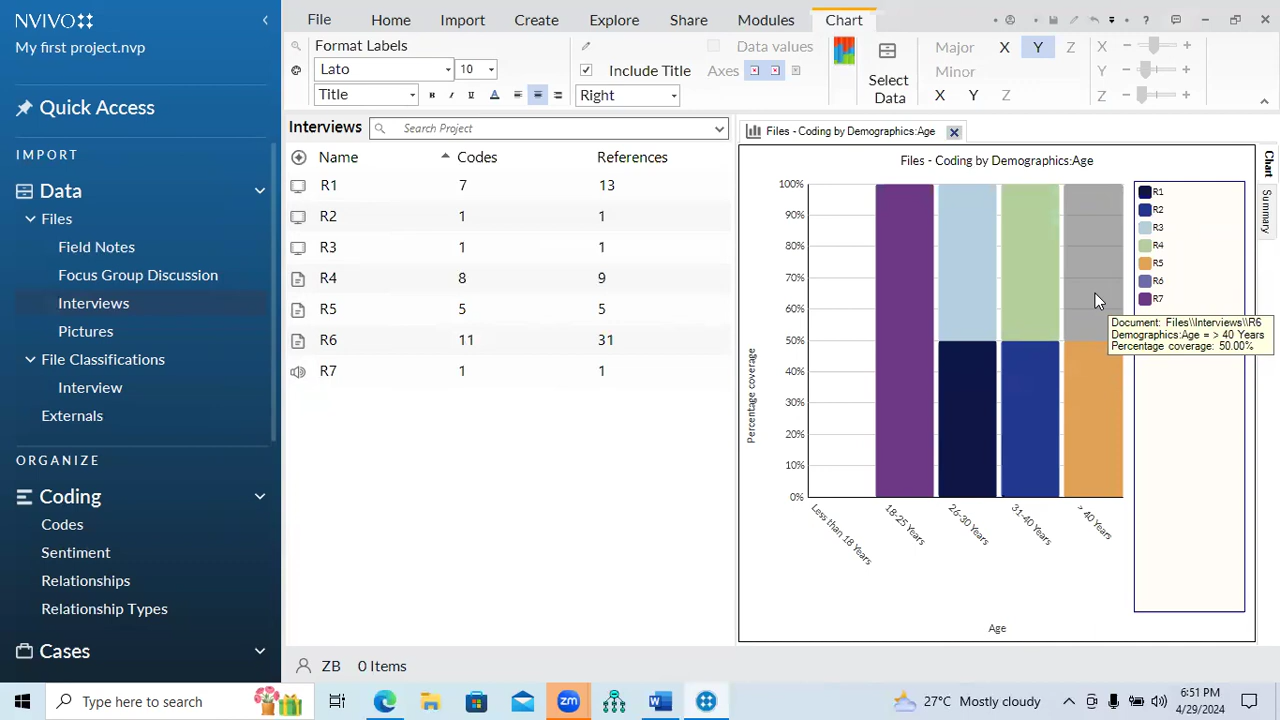 NVIVO
My first project.nvp
File Home Import Create Explore Share Modules Chart
Format Labels
Lato 10
Title B I U A
Include Title
Right
Data values
Axes
Select
Data
Major X Y Z
Minor X Y Z
X
Y
Z
Quick Access
IMPORT
Data
Files
Field Notes
Focus Group Discussion
Interviews
Pictures
File Classifications
Interview
Externals
ORGANIZE
Coding
Codes
Sentiment
Relationships
Relationship Types
Cases
Interviews Search Project
Name Codes References
R1 7 13
R2 1 1
R3 1 1
R4 8 9
R5 5 5
R6 11 31
R7 1 1
Files - Coding by Demographics:Age
Chart
Summary
Files - Coding by Demographics:Age
Percentage coverage
100%
90%
80%
70%
60%
50%
40%
30%
20%
10%
0%
Less than 18 Years
18-25 Years
26-30 Years
31-40 Years
> 40 Years
Age
R1
R2
R3
R4
R5
R6
R7
Document: Files\\Interviews\\R6
Demographics:Age = > 40 Years
Percentage coverage: 50.00%
ZB 0 Items
Type here to search
zm
27°C Mostly cloudy
6:51 PM
4/29/2024